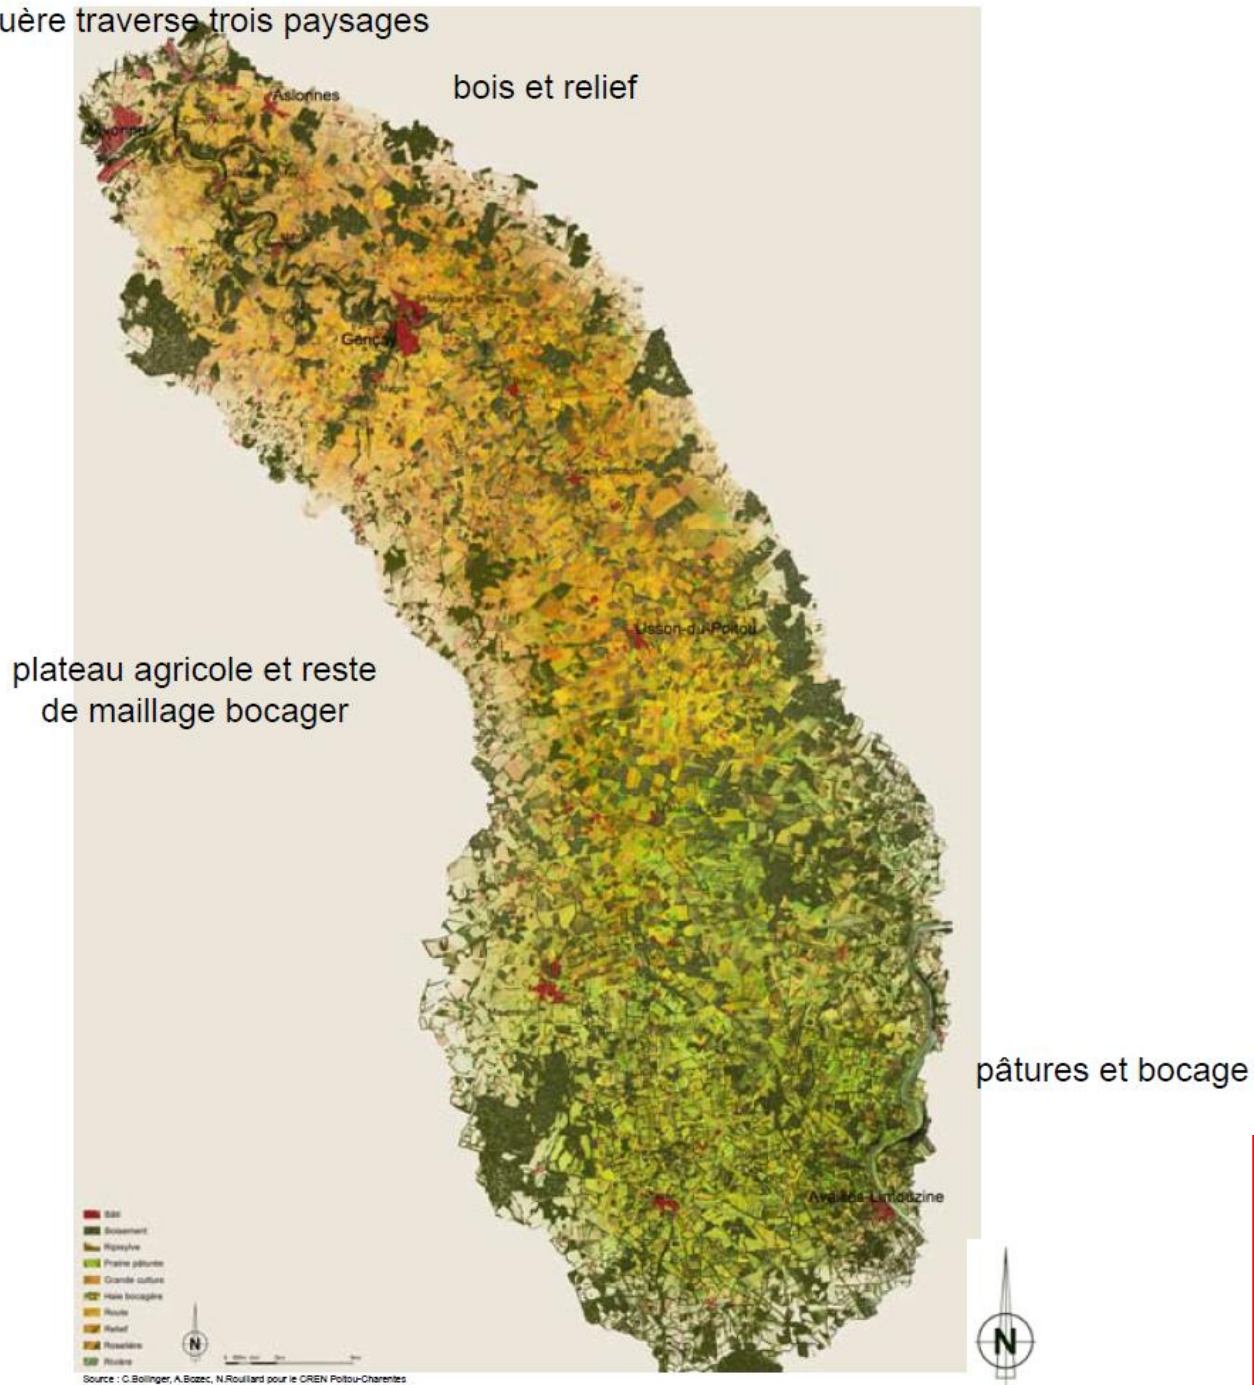 uère traverse trois paysages
bois et relief
Aslonnes
Gençay
Magné
Usson-du-Poitou
plateau agricole et reste
de maillage bocager
pâtures et bocage
Availles-Limouzine
Bâti
Boisement
Ripisylve
Prairie pâturée
Grande culture
Haie bocagère
Route
Relief
Roselière
Rivière
N
N
Source : C.Bollinger, A.Bozec, N.Rouillard pour le CREN Poitou-Charentes